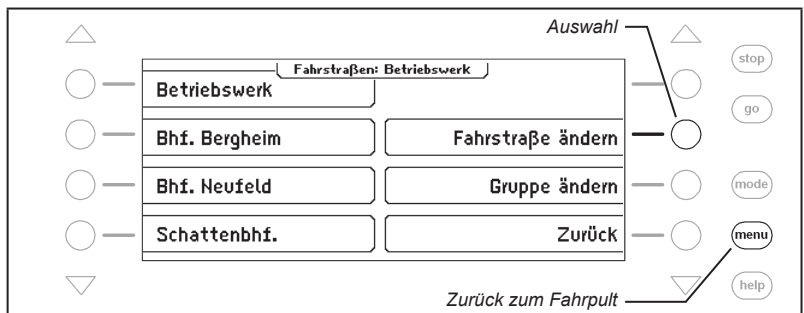 Auswahl
stop
Fahrstraßen: Betriebswerk
Betriebswerk
go
Bhf. Bergheim
Fahrstraße ändern
Bhf. Neufeld
Gruppe ändern
mode
Schattenbhf.
Zurück
menu
help
Zurück zum Fahrpult